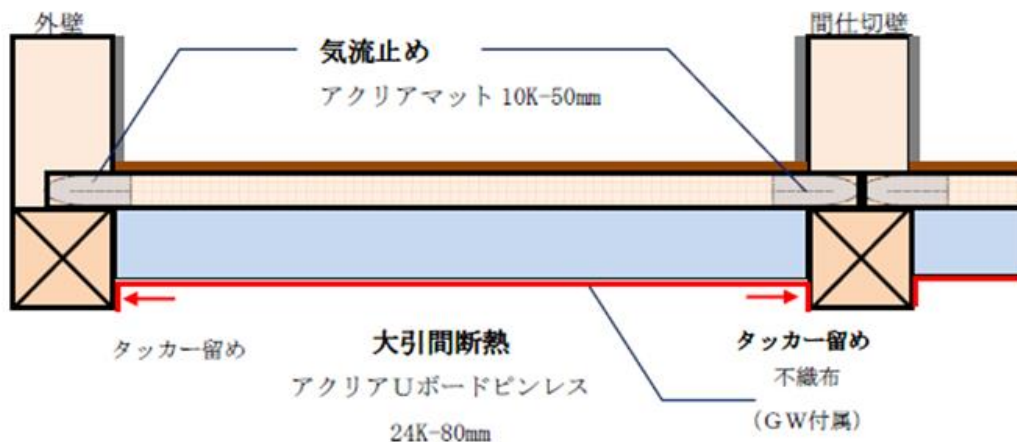 外壁
間仕切壁
気流止め
アクリアマット 10K-50mm
タッカー留め
大引間断熱
アクリアUボードピンレス
24K-80mm
タッカー留め
不織布
(GW付属)